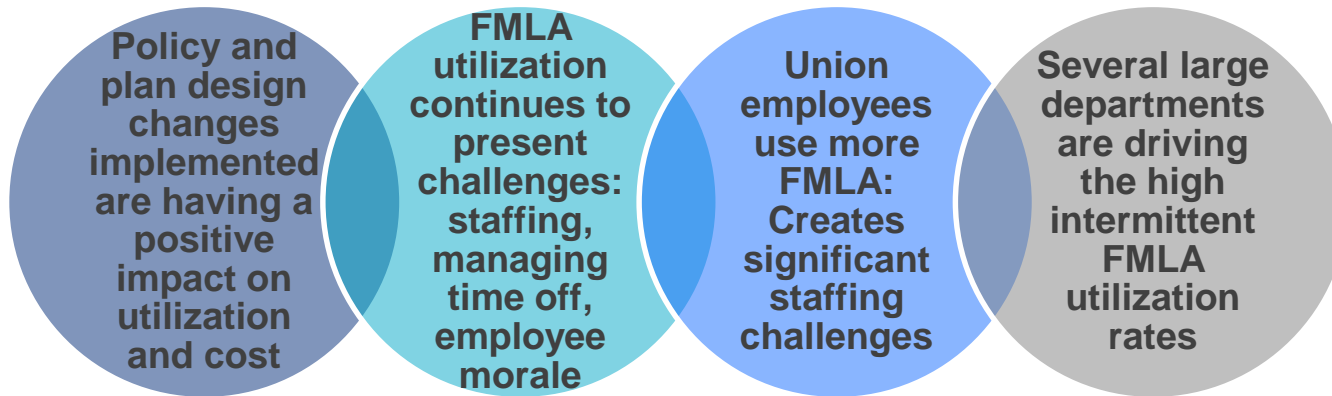 Policy and
plan design
changes
implemented
are having a
positive
impact on
utilization
and cost
FMLA
utilization
continues to
present
challenges:
staffing,
managing
time off,
employee
morale
Union
employees
use more
FMLA:
Creates
significant
staffing
challenges
Several large
departments
are driving
the high
intermittent
FMLA
utilization
rates